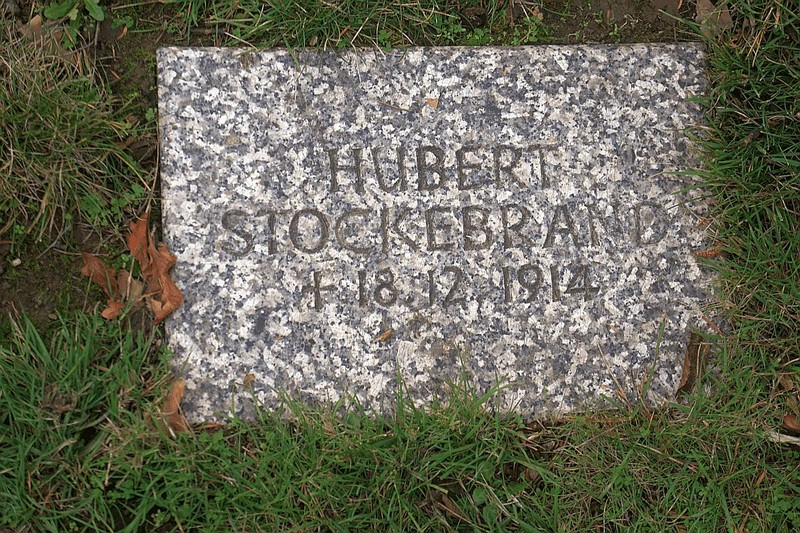 HUBERT
STOCKEBRAND
† 18.12.1914